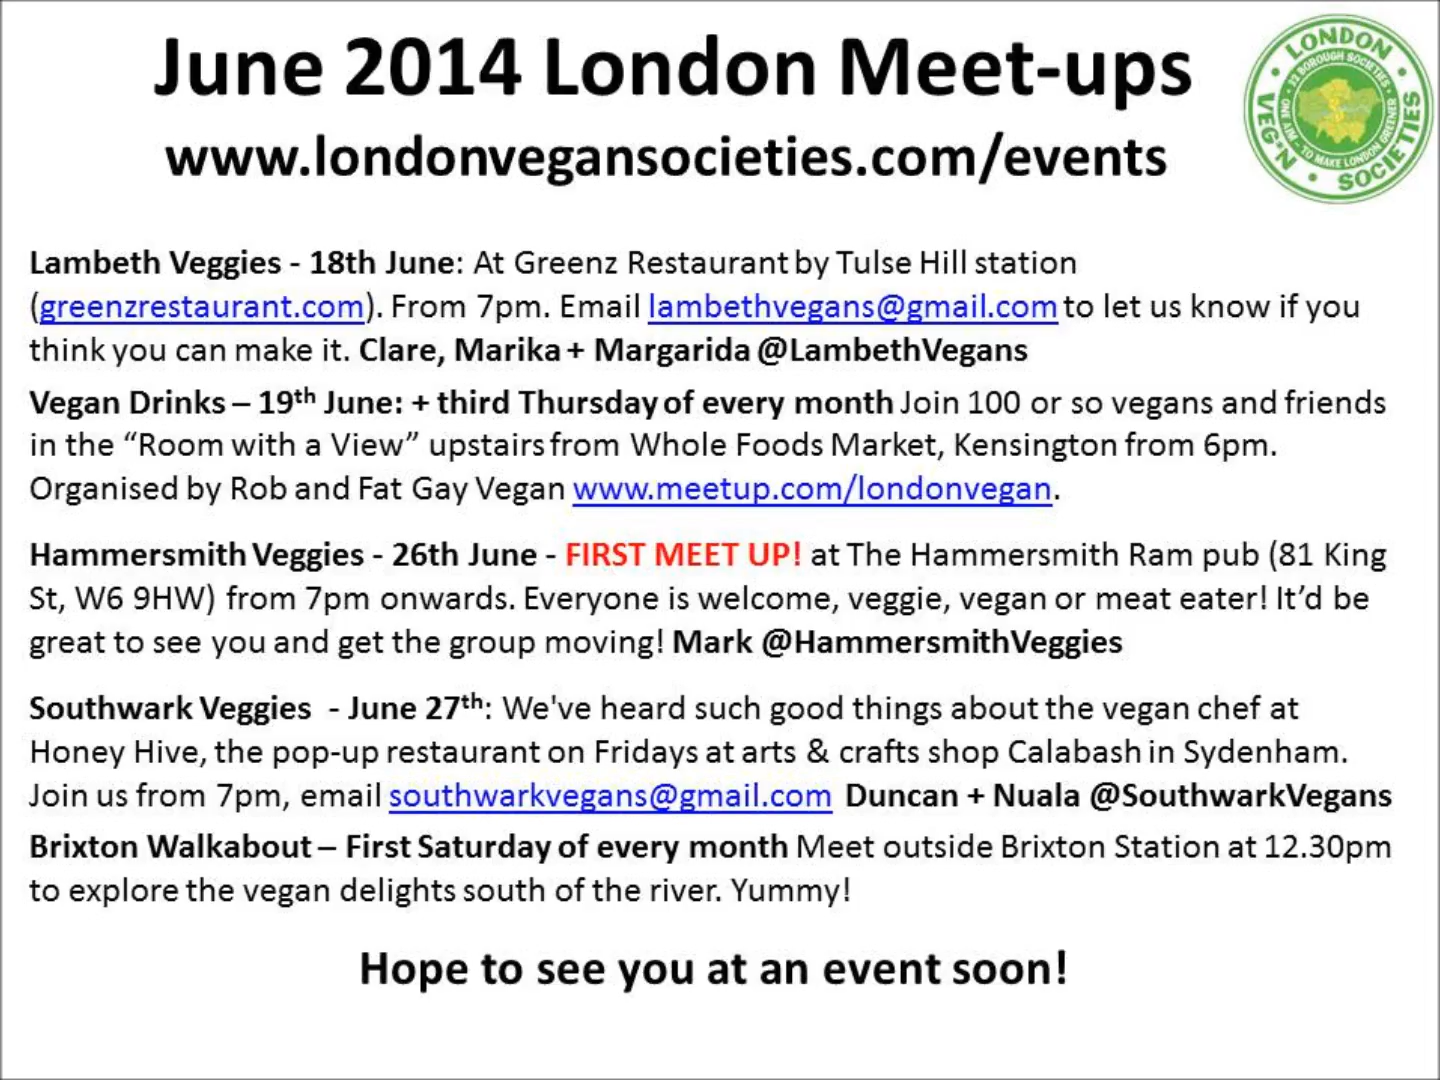 June 2014 London Meet-ups
www.londonvegansocieties.com/events
LONDON VEG*N SOCIETIES
32 BOROUGH SOCIETIES
ONE AIM - TO MAKE LONDON GREENER
Lambeth Veggies - 18th June: At Greenz Restaurant by Tulse Hill station
(greenzrestaurant.com). From 7pm. Email lambethvegans@gmail.com to let us know if you
think you can make it. Clare, Marika + Margarida @LambethVegans
Vegan Drinks – 19th June: + third Thursday of every month Join 100 or so vegans and friends
in the “Room with a View” upstairs from Whole Foods Market, Kensington from 6pm.
Organised by Rob and Fat Gay Vegan www.meetup.com/londonvegan.
Hammersmith Veggies - 26th June - FIRST MEET UP! at The Hammersmith Ram pub (81 King
St, W6 9HW) from 7pm onwards. Everyone is welcome, veggie, vegan or meat eater! It’d be
great to see you and get the group moving! Mark @HammersmithVeggies
Southwark Veggies - June 27th: We've heard such good things about the vegan chef at
Honey Hive, the pop-up restaurant on Fridays at arts & crafts shop Calabash in Sydenham.
Join us from 7pm, email southwarkvegans@gmail.com Duncan + Nuala @SouthwarkVegans
Brixton Walkabout – First Saturday of every month Meet outside Brixton Station at 12.30pm
to explore the vegan delights south of the river. Yummy!
Hope to see you at an event soon!